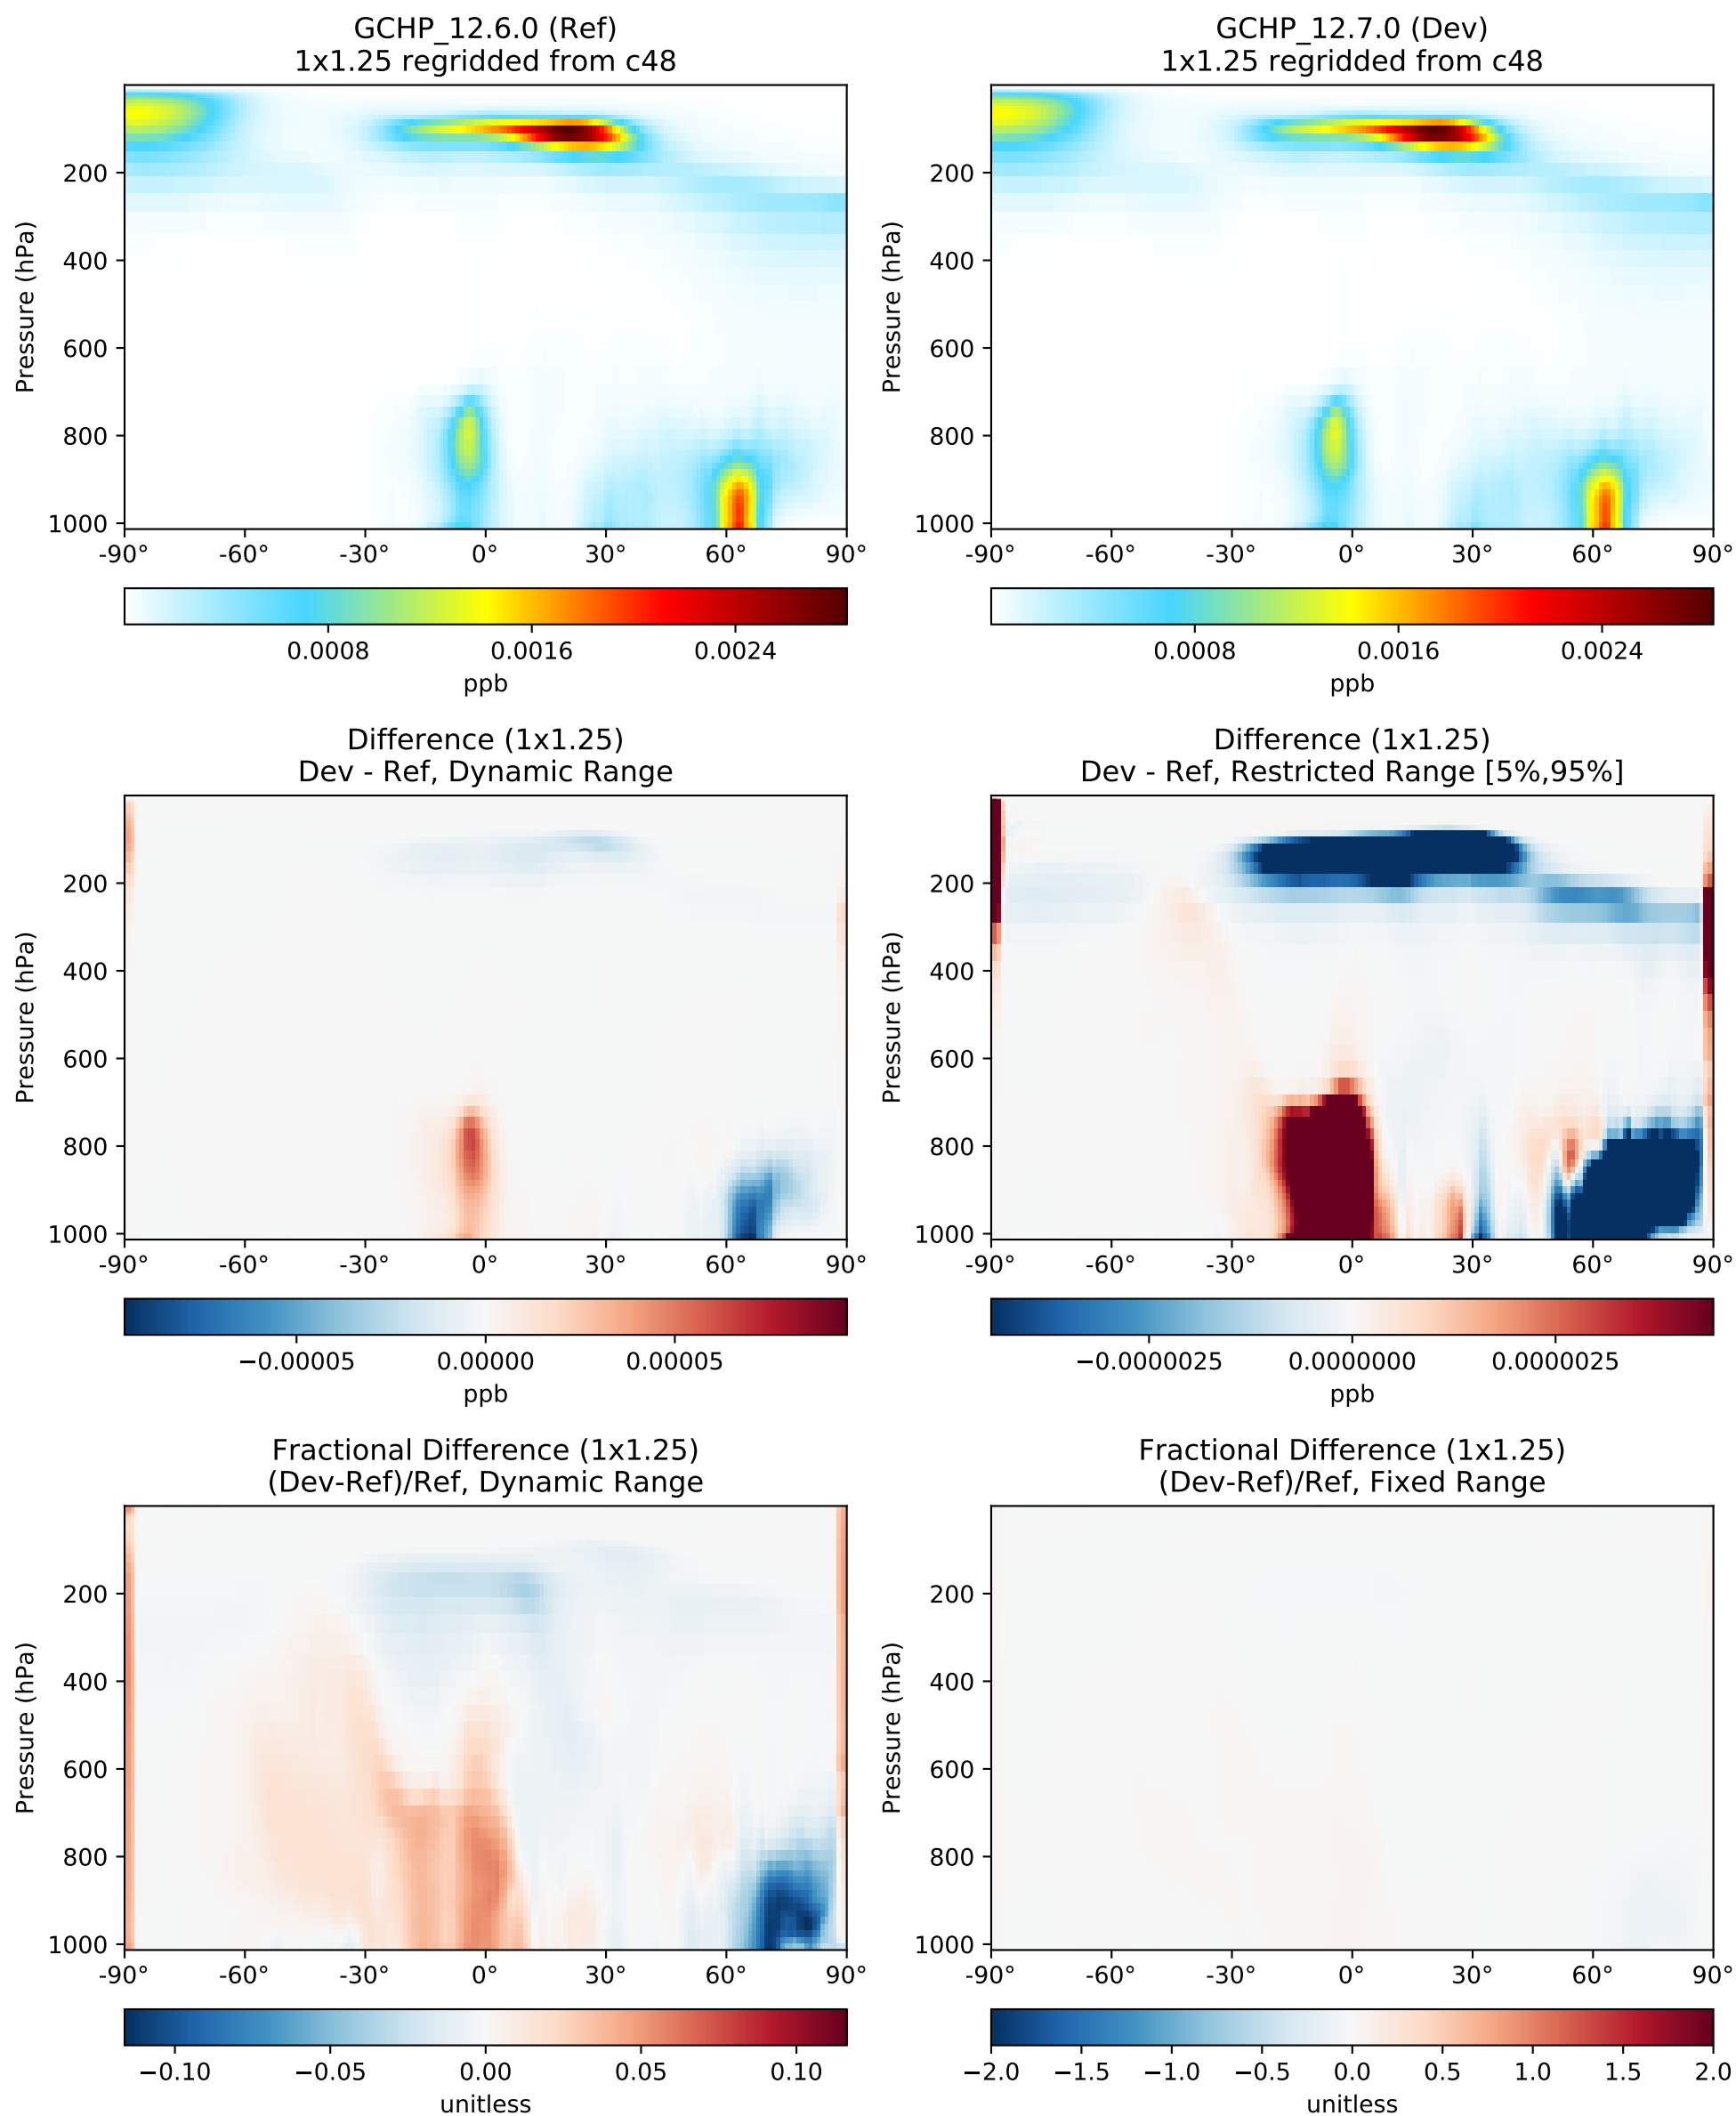 GCHP_12.6.0 (Ref)
1x1.25 regridded from c48
Pressure (hPa)
200
400
600
800
1000
-90° -60° -30° 0° 30° 60° 90°
0.0008 0.0016 0.0024
ppb
GCHP_12.7.0 (Dev)
1x1.25 regridded from c48
Pressure (hPa)
200
400
600
800
1000
-90° -60° -30° 0° 30° 60° 90°
0.0008 0.0016 0.0024
ppb
Difference (1x1.25)
Dev - Ref, Dynamic Range
Pressure (hPa)
200
400
600
800
1000
-90° -60° -30° 0° 30° 60° 90°
−0.00005 0.00000 0.00005
ppb
Difference (1x1.25)
Dev - Ref, Restricted Range [5%,95%]
Pressure (hPa)
200
400
600
800
1000
-90° -60° -30° 0° 30° 60° 90°
−0.0000025 0.0000000 0.0000025
ppb
Fractional Difference (1x1.25)
(Dev-Ref)/Ref, Dynamic Range
Pressure (hPa)
200
400
600
800
1000
-90° -60° -30° 0° 30° 60° 90°
−0.10 −0.05 0.00 0.05 0.10
unitless
Fractional Difference (1x1.25)
(Dev-Ref)/Ref, Fixed Range
Pressure (hPa)
200
400
600
800
1000
-90° -60° -30° 0° 30° 60° 90°
−2.0 −1.5 −1.0 −0.5 0.0 0.5 1.0 1.5 2.0
unitless